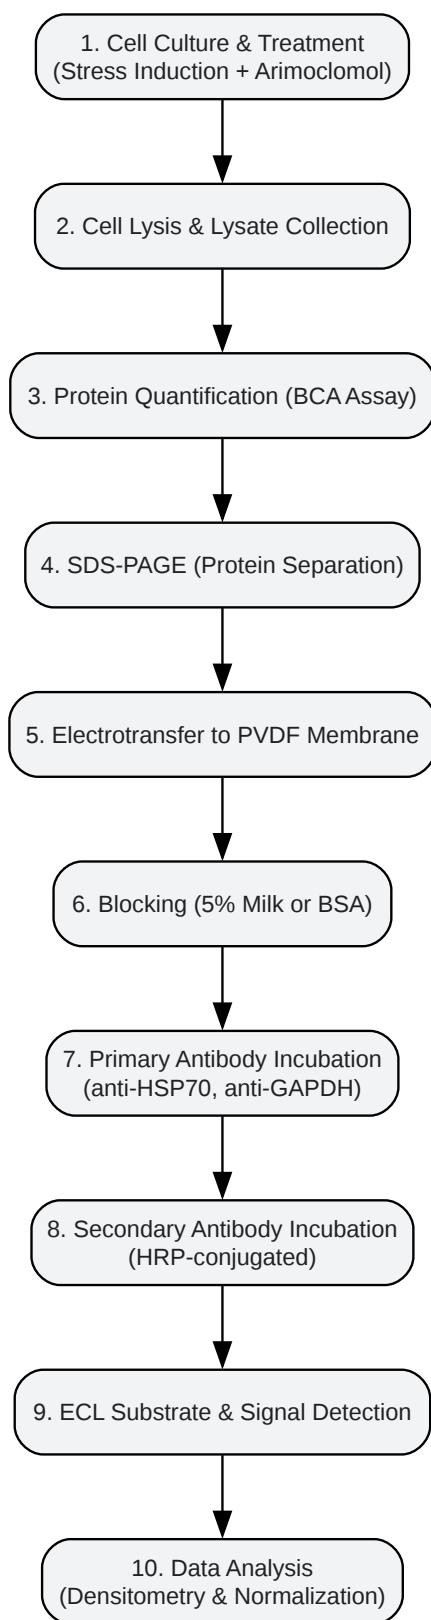 1. Cell Culture & Treatment
(Stress Induction + Arimoclomol)
2. Cell Lysis & Lysate Collection
3. Protein Quantification (BCA Assay)
4. SDS-PAGE (Protein Separation)
5. Electrotransfer to PVDF Membrane
6. Blocking (5% Milk or BSA)
7. Primary Antibody Incubation
(anti-HSP70, anti-GAPDH)
8. Secondary Antibody Incubation
(HRP-conjugated)
9. ECL Substrate & Signal Detection
10. Data Analysis
(Densitometry & Normalization)